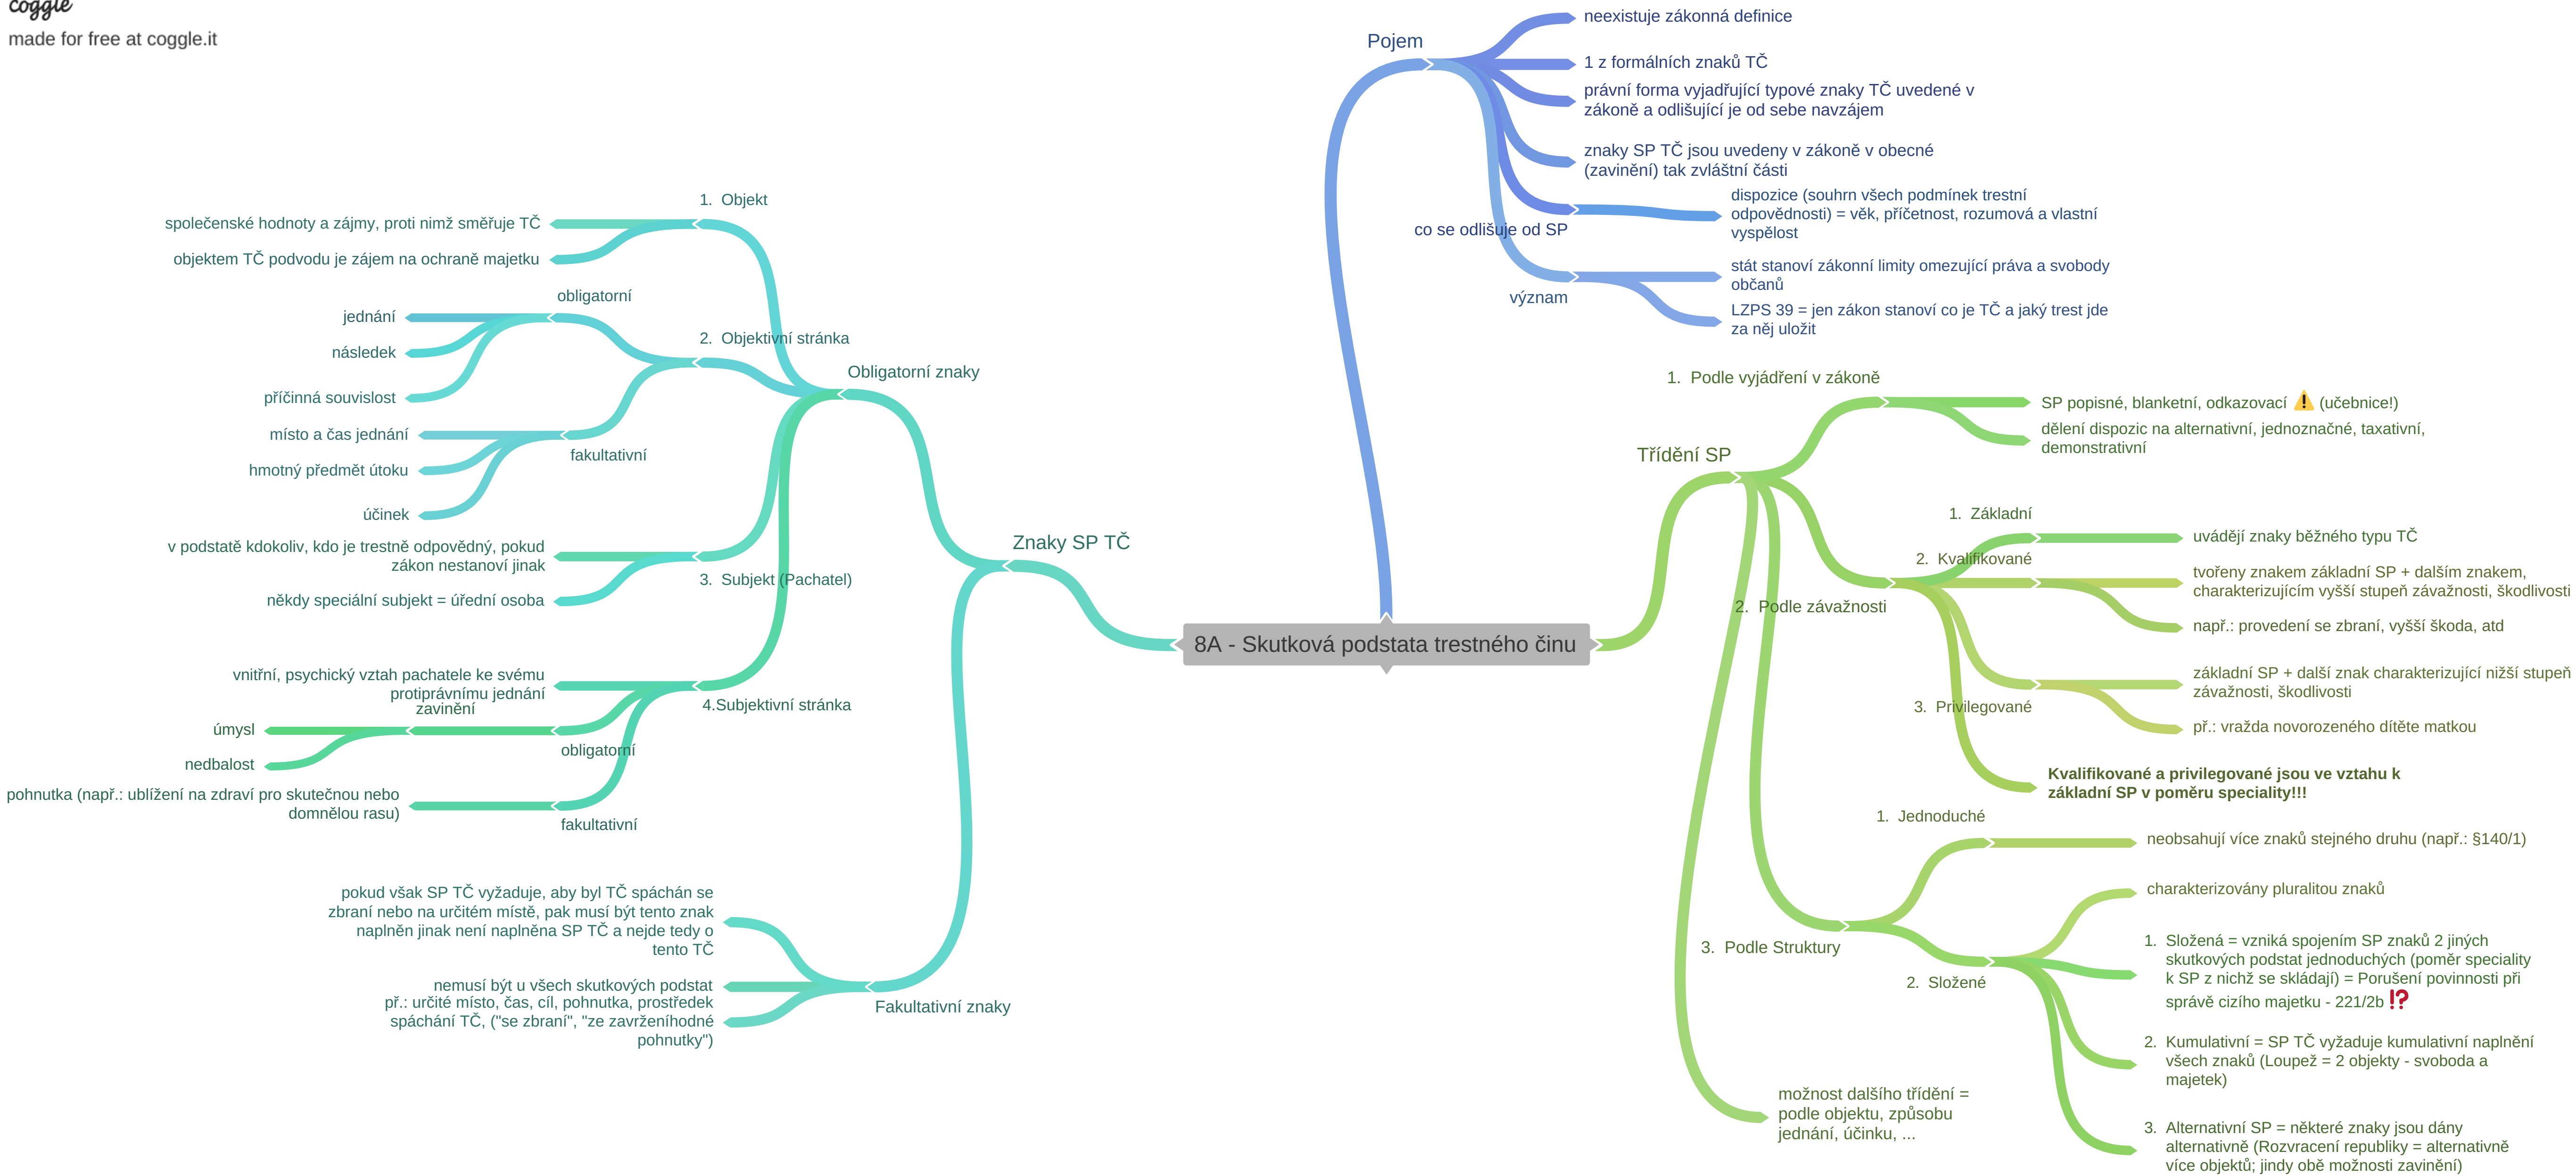 coggle
made for free at coggle.it
8A - Skutková podstata trestného činu
Pojem
neexistuje zákonná definice
1 z formálních znaků TČ
právní forma vyjadřující typové znaky TČ uvedené v
zákoně a odlišující je od sebe navzájem
znaky SP TČ jsou uvedeny v zákoně v obecné
(zavinění) tak zvláštní části
co se odlišuje od SP
dispozice (souhrn všech podmínek trestní
odpovědnosti) = věk, příčetnost, rozumová a vlastní
vyspělost
význam
stát stanoví zákonní limity omezující práva a svobody
občanů
LZPS 39 = jen zákon stanoví co je TČ a jaký trest jde
za něj uložit
Třídění SP
1. Podle vyjádření v zákoně
SP popisné, blanketní, odkazovací ⚠ (učebnice!)
dělení dispozic na alternativní, jednoznačné, taxativní,
demonstrativní
2. Podle závažnosti
1. Základní
uvádějí znaky běžného typu TČ
2. Kvalifikované
tvořeny znakem základní SP + dalším znakem,
charakterizujícím vyšší stupeň závažnosti, škodlivosti
např.: provedení se zbraní, vyšší škoda, atd
3. Privilegované
základní SP + další znak charakterizující nižší stupeň
závažnosti, škodlivosti
př.: vražda novorozeného dítěte matkou
Kvalifikované a privilegované jsou ve vztahu k
základní SP v poměru speciality!!!
3. Podle Struktury
1. Jednoduché
neobsahují více znaků stejného druhu (např.: §140/1)
2. Složené
charakterizovány pluralitou znaků
1. Složená = vzniká spojením SP znaků 2 jiných
skutkových podstat jednoduchých (poměr speciality
k SP z nichž se skládají) = Porušení povinnosti při
správě cizího majetku - 221/2b ⁉
2. Kumulativní = SP TČ vyžaduje kumulativní naplnění
všech znaků (Loupež = 2 objekty - svoboda a
majetek)
3. Alternativní SP = některé znaky jsou dány
alternativně (Rozvracení republiky = alternativně
více objektů; jindy obě možnosti zavinění)
možnost dalšího třídění =
podle objektu, způsobu
jednání, účinku, ...
Znaky SP TČ
Obligatorní znaky
1. Objekt
společenské hodnoty a zájmy, proti nimž směřuje TČ
objektem TČ podvodu je zájem na ochraně majetku
2. Objektivní stránka
obligatorní
jednání
následek
příčinná souvislost
fakultativní
místo a čas jednání
hmotný předmět útoku
účinek
3. Subjekt (Pachatel)
v podstatě kdokoliv, kdo je trestně odpovědný, pokud
zákon nestanoví jinak
někdy speciální subjekt = úřední osoba
4.Subjektivní stránka
vnitřní, psychický vztah pachatele ke svému
protiprávnímu jednání
obligatorní
zavinění
úmysl
nedbalost
fakultativní
pohnutka (např.: ublížení na zdraví pro skutečnou nebo
domnělou rasu)
Fakultativní znaky
pokud však SP TČ vyžaduje, aby byl TČ spáchán se
zbraní nebo na určitém místě, pak musí být tento znak
naplněn jinak není naplněna SP TČ a nejde tedy o
tento TČ
nemusí být u všech skutkových podstat
př.: určité místo, čas, cíl, pohnutka, prostředek
spáchání TČ, ("se zbraní", "ze zavrženíhodné
pohnutky")